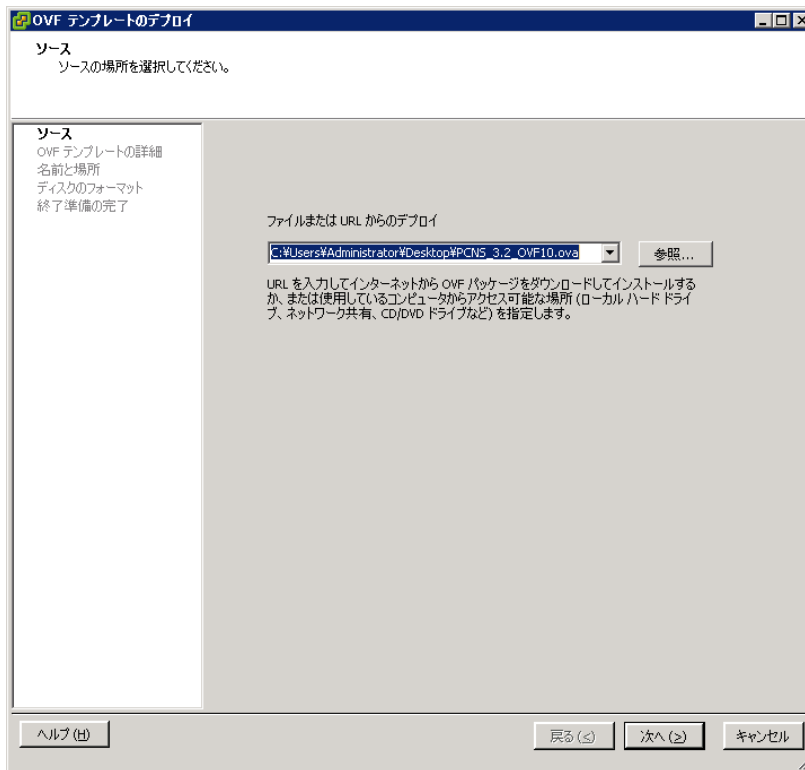 OVF テンプレートのデプロイ
ソース
ソースの場所を選択してください。
ソース
OVF テンプレートの詳細
名前と場所
ディスクのフォーマット
終了準備の完了
ファイルまたは URL からのデプロイ
C:¥Users¥Administrator¥Desktop¥PCNS_3.2_OVF10.ova
参照...
URL を入力してインターネットから OVF パッケージをダウンロードしてインストールする
か、または使用しているコンピュータからアクセス可能な場所 (ローカル ハード ドライ
ブ、ネットワーク共有、CD/DVD ドライブなど) を指定します。
ヘルプ (H)
戻る (≤)
次へ (≥)
キャンセル